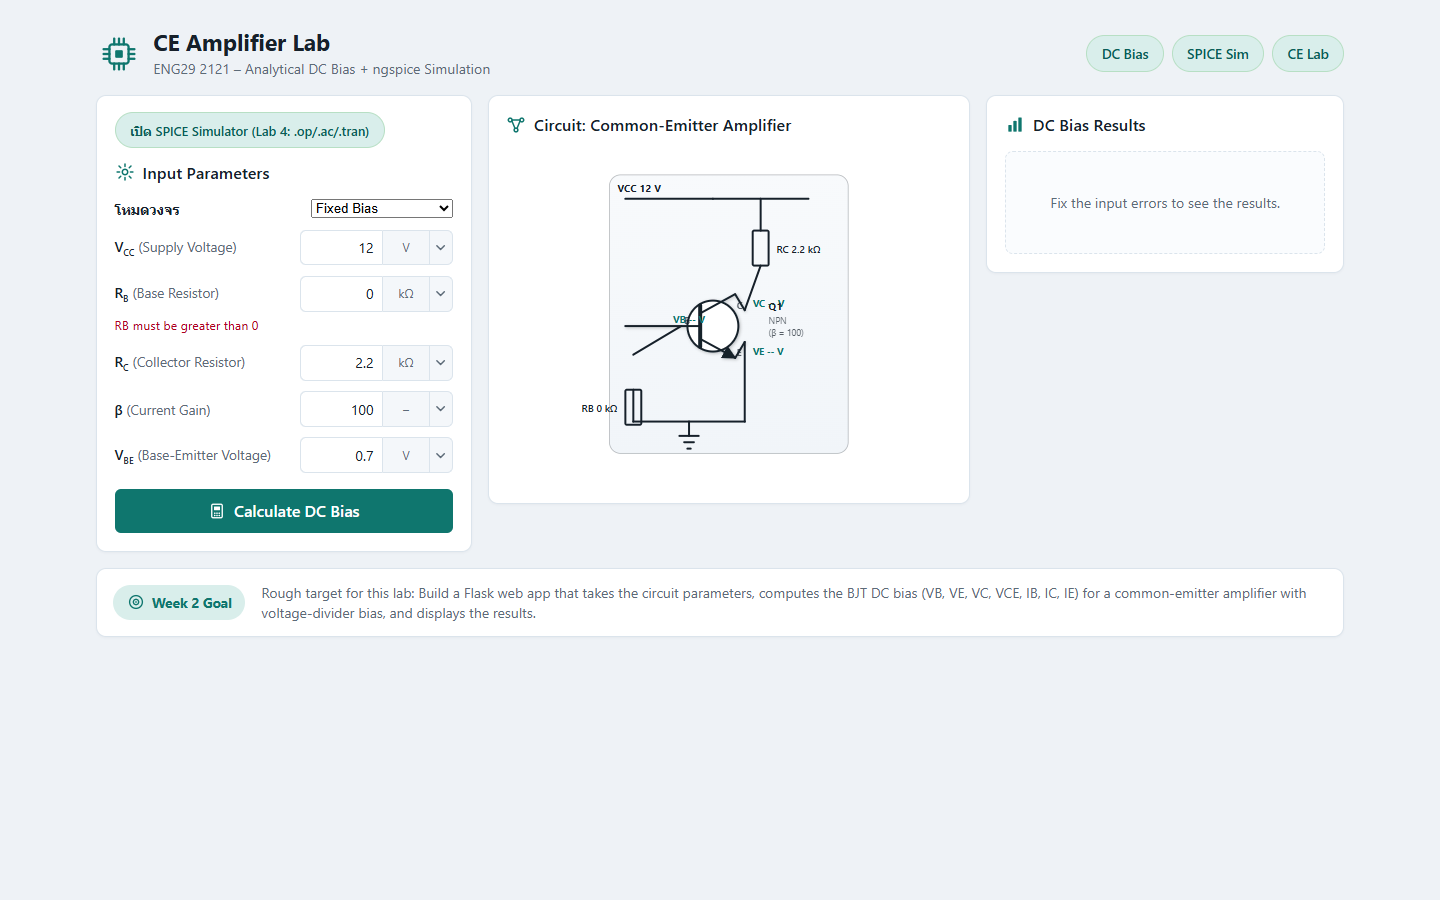 CE Amplifier Lab
ENG29 2121 – Analytical DC Bias + ngspice Simulation
DC Bias
SPICE Sim
CE Lab
เปิด SPICE Simulator (Lab 4: .op/.ac/.tran)
Input Parameters
โหมดวงจร
Fixed Bias
VCC (Supply Voltage)
12
V
RB (Base Resistor)
0
kΩ
RB must be greater than 0
RC (Collector Resistor)
2.2
kΩ
β (Current Gain)
100
–
VBE (Base-Emitter Voltage)
0.7
V
Calculate DC Bias
Circuit: Common-Emitter Amplifier
VCC 12 V
RC 2.2 kΩ
VC -- V
Q1
NPN
(β = 100)
VB -- V
VE -- V
RB 0 kΩ
DC Bias Results
Fix the input errors to see the results.
Week 2 Goal
Rough target for this lab: Build a Flask web app that takes the circuit parameters, computes the BJT DC bias (VB, VE, VC, VCE, IB, IC, IE) for a common-emitter amplifier with
voltage-divider bias, and displays the results.